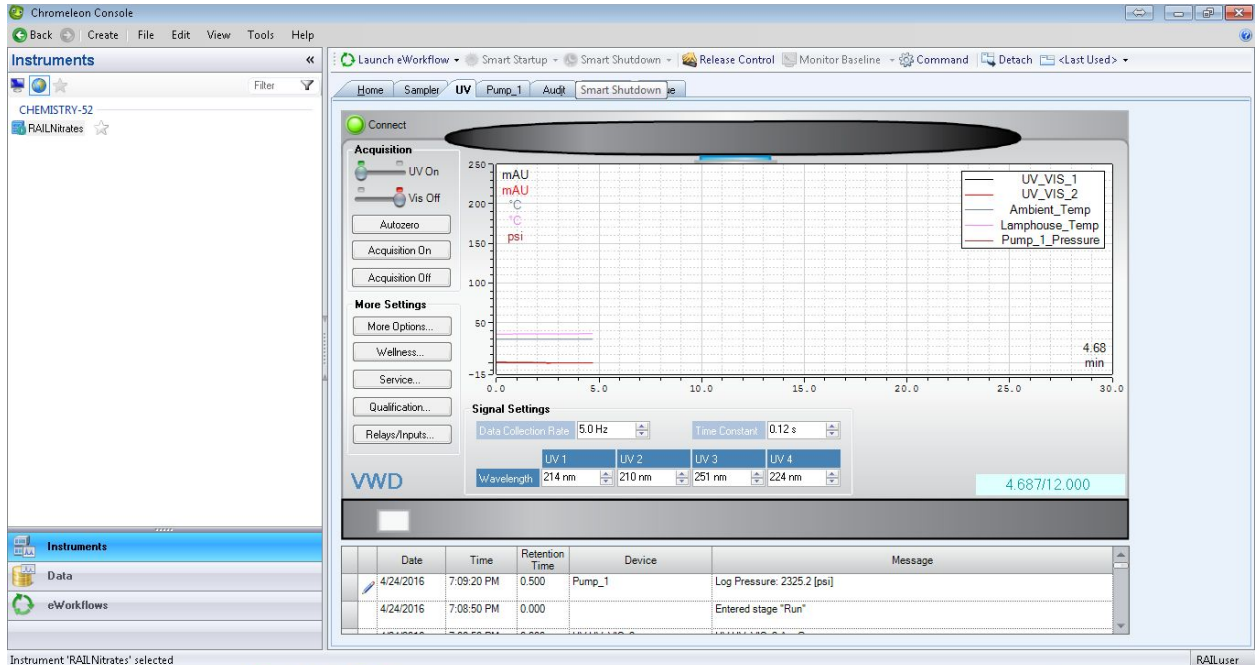 Chromeleon Console
Back Create File Edit View Tools Help
Instruments «
Launch eWorkflow Smart Startup Smart Shutdown Release Control Monitor Baseline Command Detach <Last Used>
Filter
Home Sampler UV Pump_1 Audit Smart Shutdown
CHEMISTRY-52
RAILNitrates
Connect
Acquisition
UV On
Vis Off
Autozero
Acquisition On
Acquisition Off
More Settings
More Options...
Wellness...
Service...
Qualification...
Relays/Inputs...
VWD
250
200
150
100
50
-15
mAU
mAU
°C
°C
psi
UV_VIS_1
UV_VIS_2
Ambient_Temp
Lamphouse_Temp
Pump_1_Pressure
4.68
min
0.0 5.0 10.0 15.0 20.0 25.0 30.0
Signal Settings
Data Collection Rate 5.0 Hz Time Constant 0.12 s
UV 1 UV 2 UV 3 UV 4
Wavelength 214 nm 210 nm 251 nm 224 nm
4.687/12.000
Date Time Retention Time Device Message
4/24/2016 7:09:20 PM 0.500 Pump_1 Log Pressure: 2325.2 [psi]
4/24/2016 7:08:50 PM 0.000 Entered stage "Run"
Instruments
Data
eWorkflows
Instrument 'RAILNitrates' selected
RAILuser